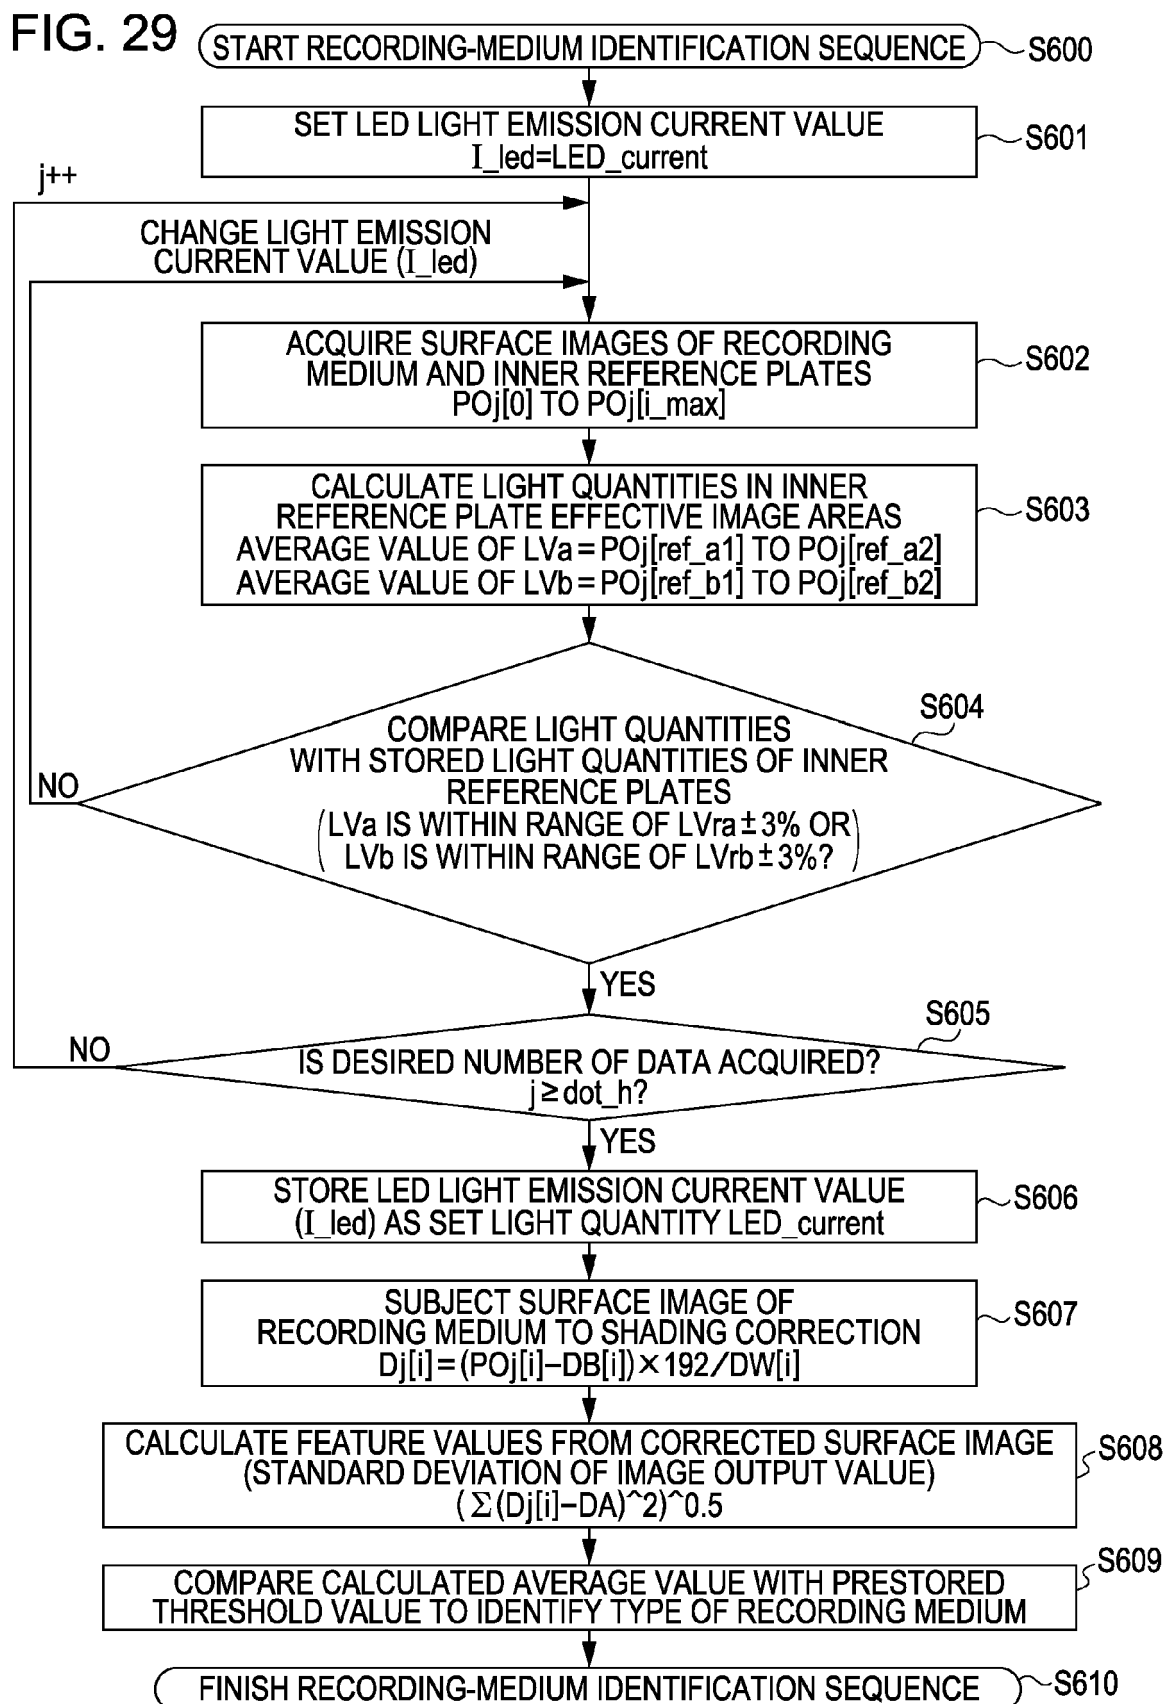 FIG. 29
START RECORDING-MEDIUM IDENTIFICATION SEQUENCE
S600
SET LED LIGHT EMISSION CURRENT VALUE
I_led=LED_current
S601
j++
CHANGE LIGHT EMISSION
CURRENT VALUE (I_led)
ACQUIRE SURFACE IMAGES OF RECORDING
MEDIUM AND INNER REFERENCE PLATES
POj[0] TO POj[i_max]
S602
CALCULATE LIGHT QUANTITIES IN INNER
REFERENCE PLATE EFFECTIVE IMAGE AREAS
AVERAGE VALUE OF LVa=POj[ref_a1] TO POj[ref_a2]
AVERAGE VALUE OF LVb=POj[ref_b1] TO POj[ref_b2]
S603
S604
COMPARE LIGHT QUANTITIES
WITH STORED LIGHT QUANTITIES OF INNER
REFERENCE PLATES
(LVa IS WITHIN RANGE OF LVra±3% OR
LVb IS WITHIN RANGE OF LVrb±3%?)
NO
YES
S605
NO
IS DESIRED NUMBER OF DATA ACQUIRED?
j≥dot_h?
YES
STORE LED LIGHT EMISSION CURRENT VALUE
(I_led) AS SET LIGHT QUANTITY LED_current
S606
SUBJECT SURFACE IMAGE OF
RECORDING MEDIUM TO SHADING CORRECTION
Dj[i]=(POj[i]−DB[i])×192/DW[i]
S607
CALCULATE FEATURE VALUES FROM CORRECTED SURFACE IMAGE
(STANDARD DEVIATION OF IMAGE OUTPUT VALUE)
(Σ(Dj[i]−DA)^2)^0.5
S608
COMPARE CALCULATED AVERAGE VALUE WITH PRESTORED
THRESHOLD VALUE TO IDENTIFY TYPE OF RECORDING MEDIUM
S609
FINISH RECORDING-MEDIUM IDENTIFICATION SEQUENCE
S610